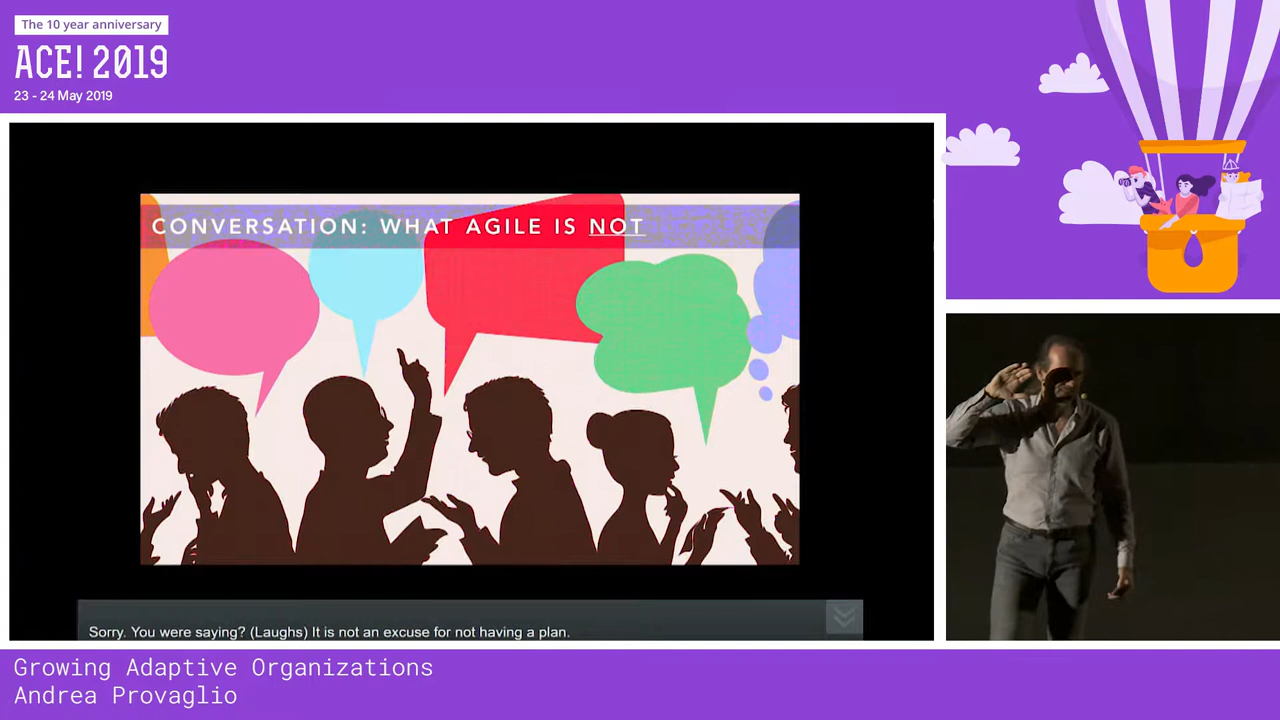 The 10 year anniversary
ACE! 2019
23 - 24 May 2019
CONVERSATION: WHAT AGILE IS NOT
Sorry. You were saying? (Laughs) It is not an excuse for not having a plan.
Growing Adaptive Organizations
Andrea Provaglio